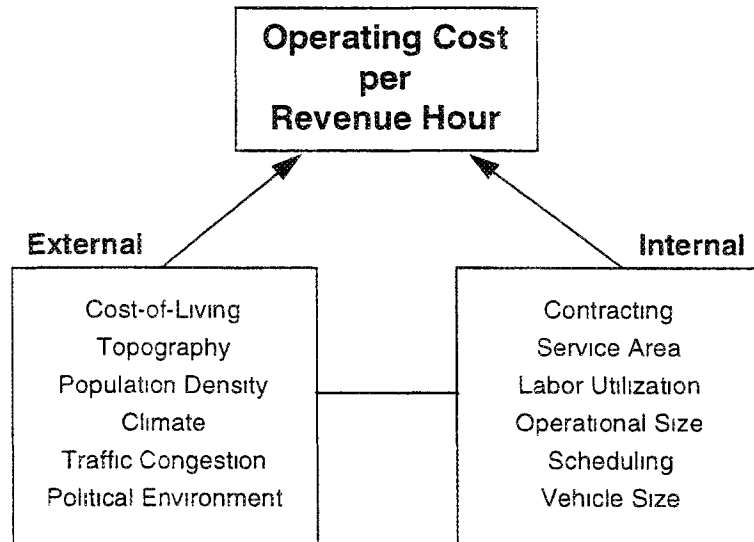 Operating Cost
per
Revenue Hour
External
Internal
Cost-of-Living
Topography
Population Density
Climate
Traffic Congestion
Political Environment
Contracting
Service Area
Labor Utilization
Operational Size
Scheduling
Vehicle Size